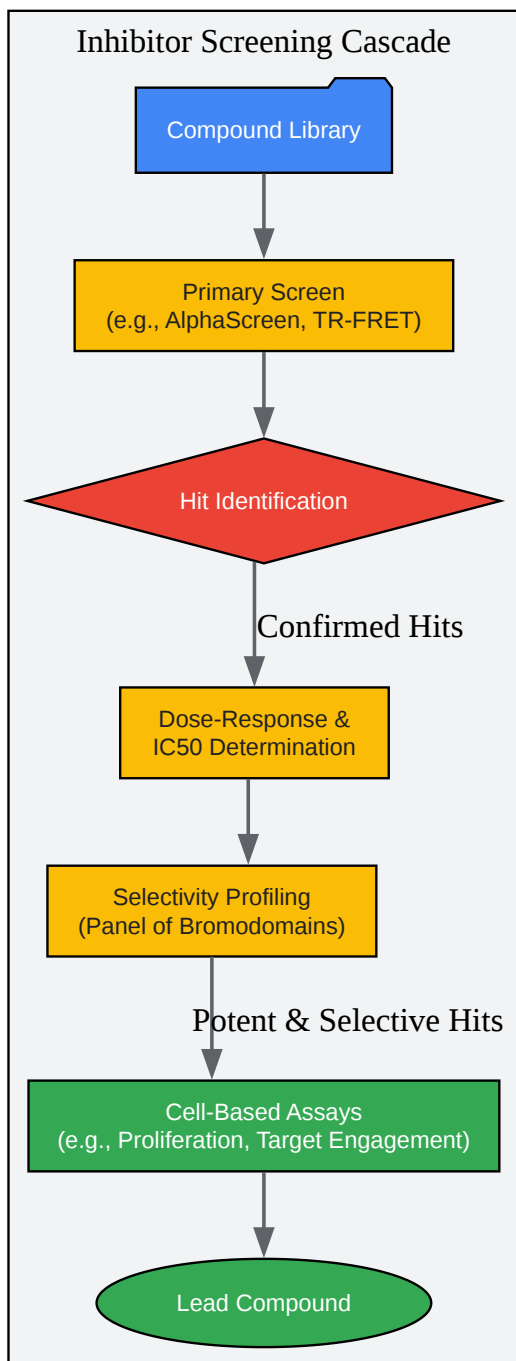 Inhibitor Screening Cascade
Compound Library
Primary Screen
(e.g., AlphaScreen, TR-FRET)
Hit Identification
Confirmed Hits
Dose-Response &
IC50 Determination
Selectivity Profiling
(Panel of Bromodomains)
Potent & Selective Hits
Cell-Based Assays
(e.g., Proliferation, Target Engagement)
Lead Compound